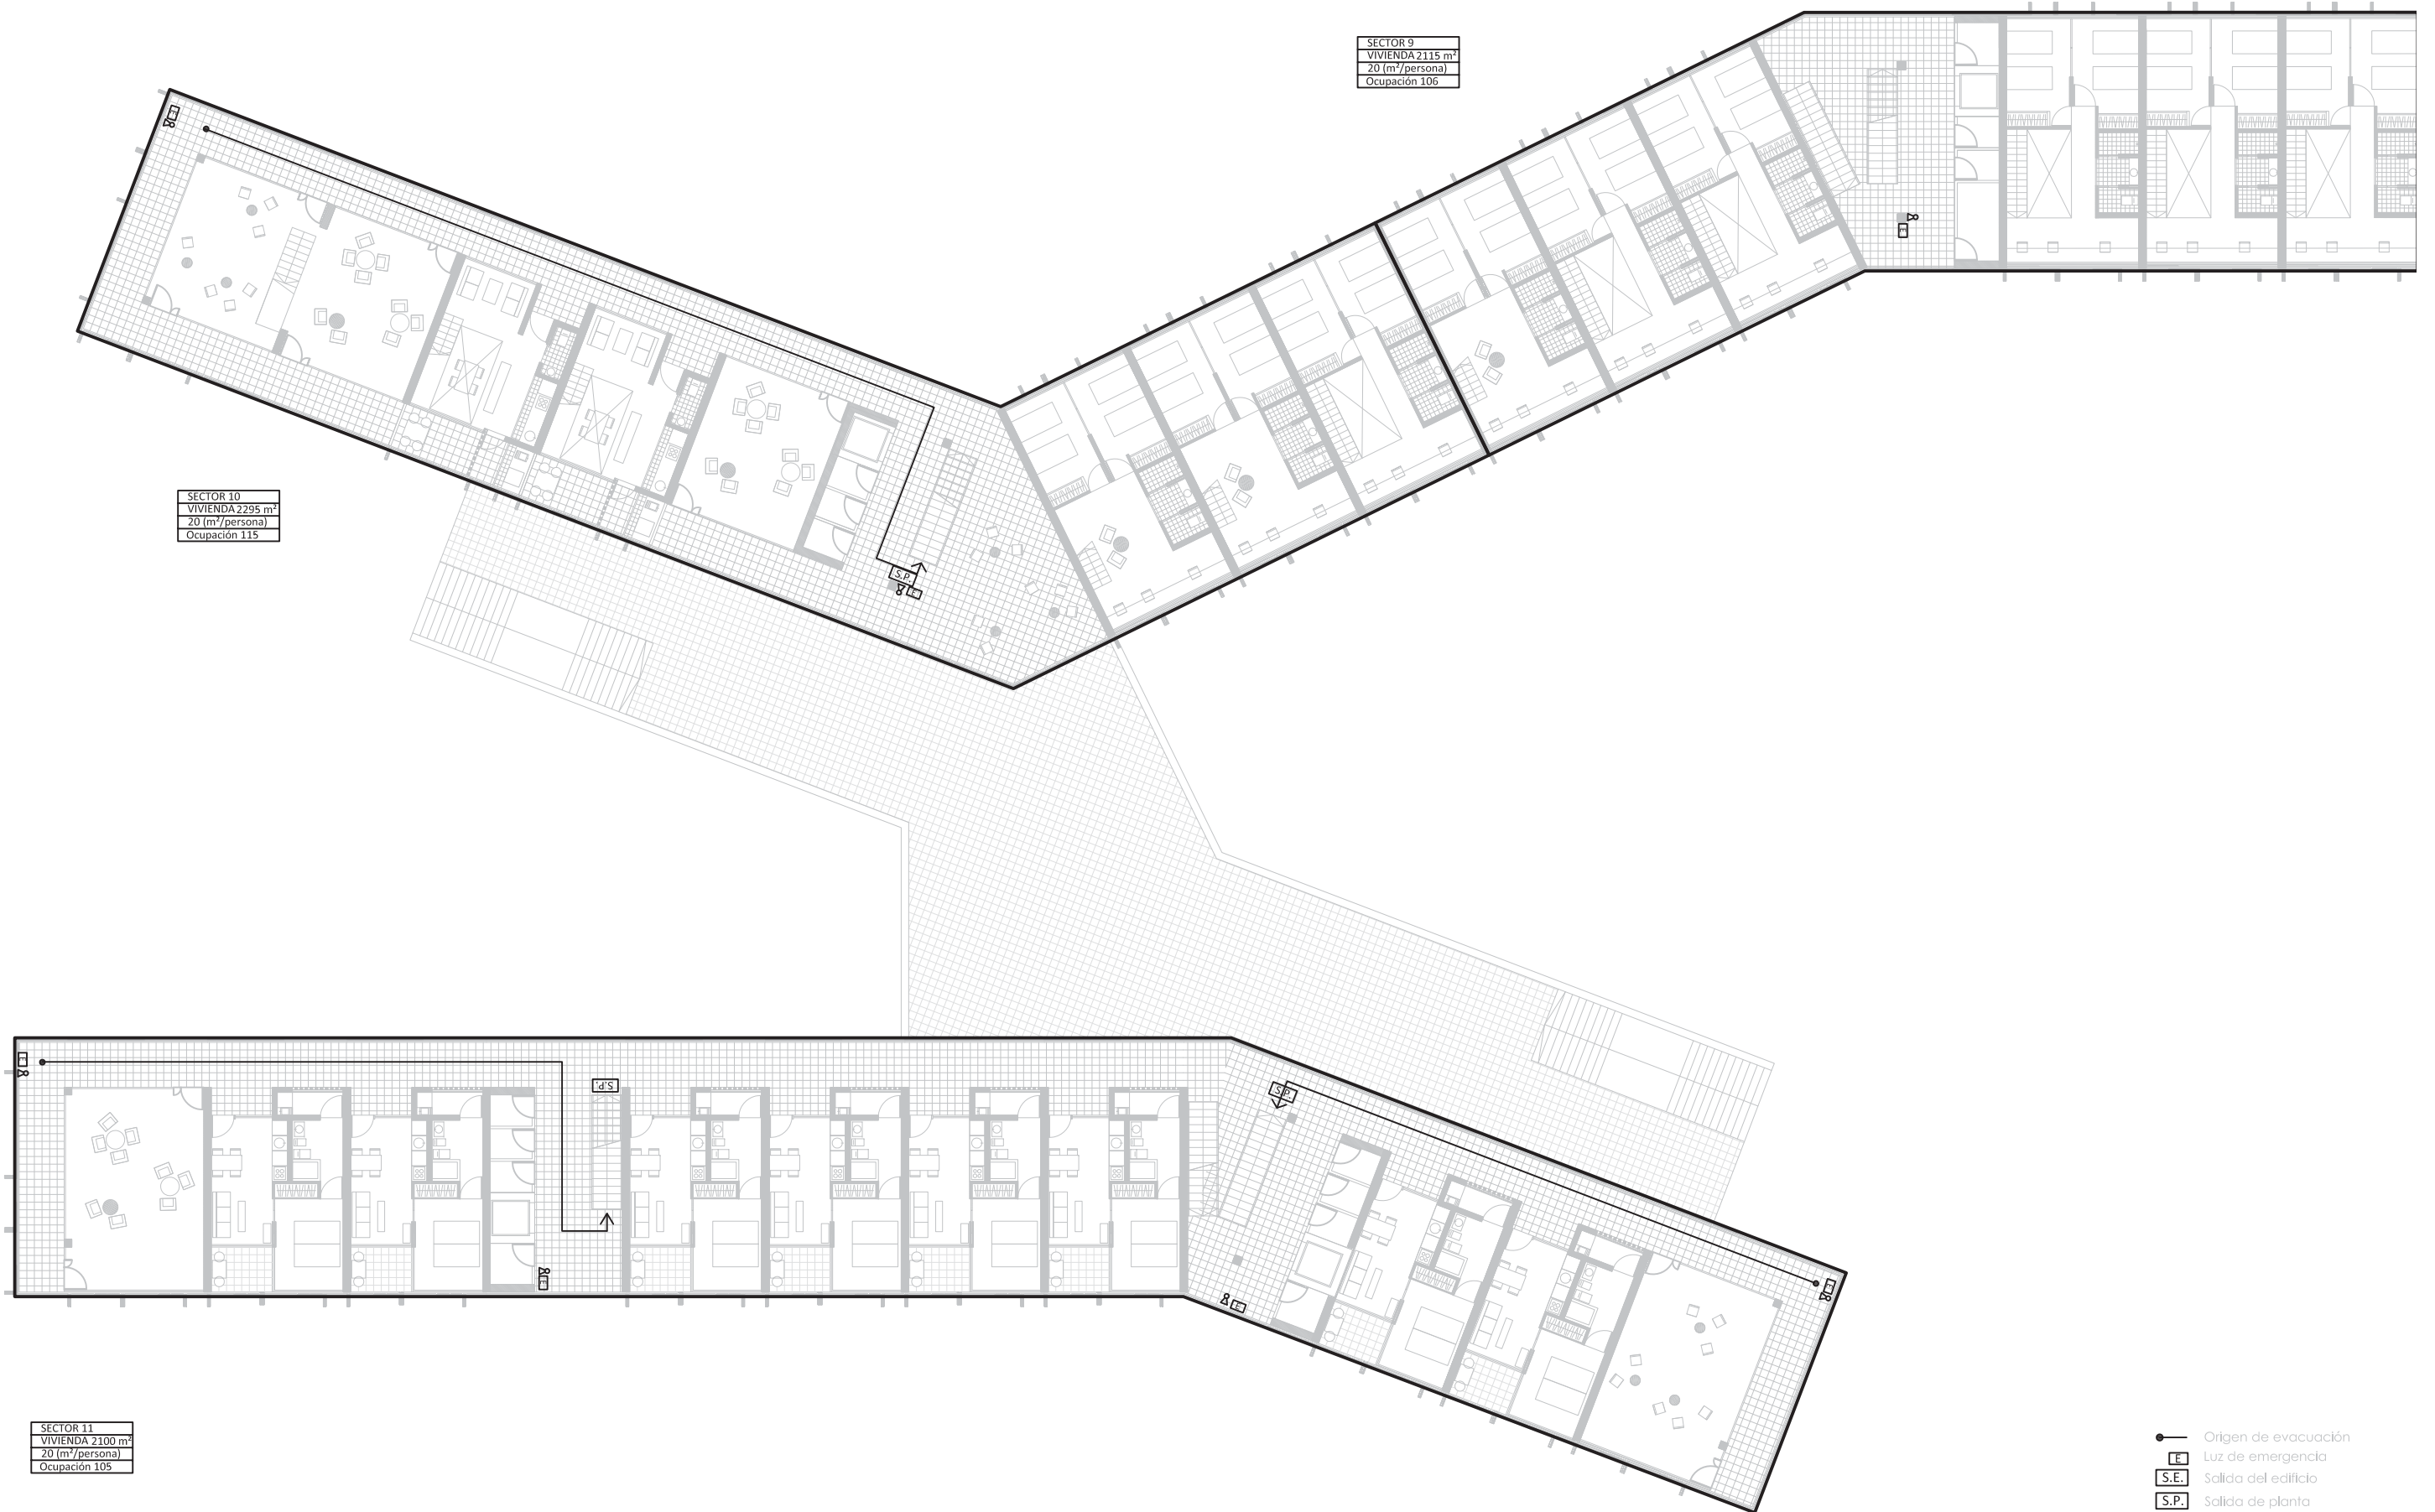 SECTOR 9
VIVIENDA 2115 m²
20 (m²/persona)
Ocupación 106
E
E
SECTOR 10
VIVIENDA 2295 m²
20 (m²/persona)
Ocupación 115
S.P.
E
E
S.P.
S.P.
E
E
E
SECTOR 11
VIVIENDA 2100 m²
20 (m²/persona)
Ocupación 105
Origen de evacuación
E Luz de emergencia
S.E. Salida del edificio
S.P. Salida de planta